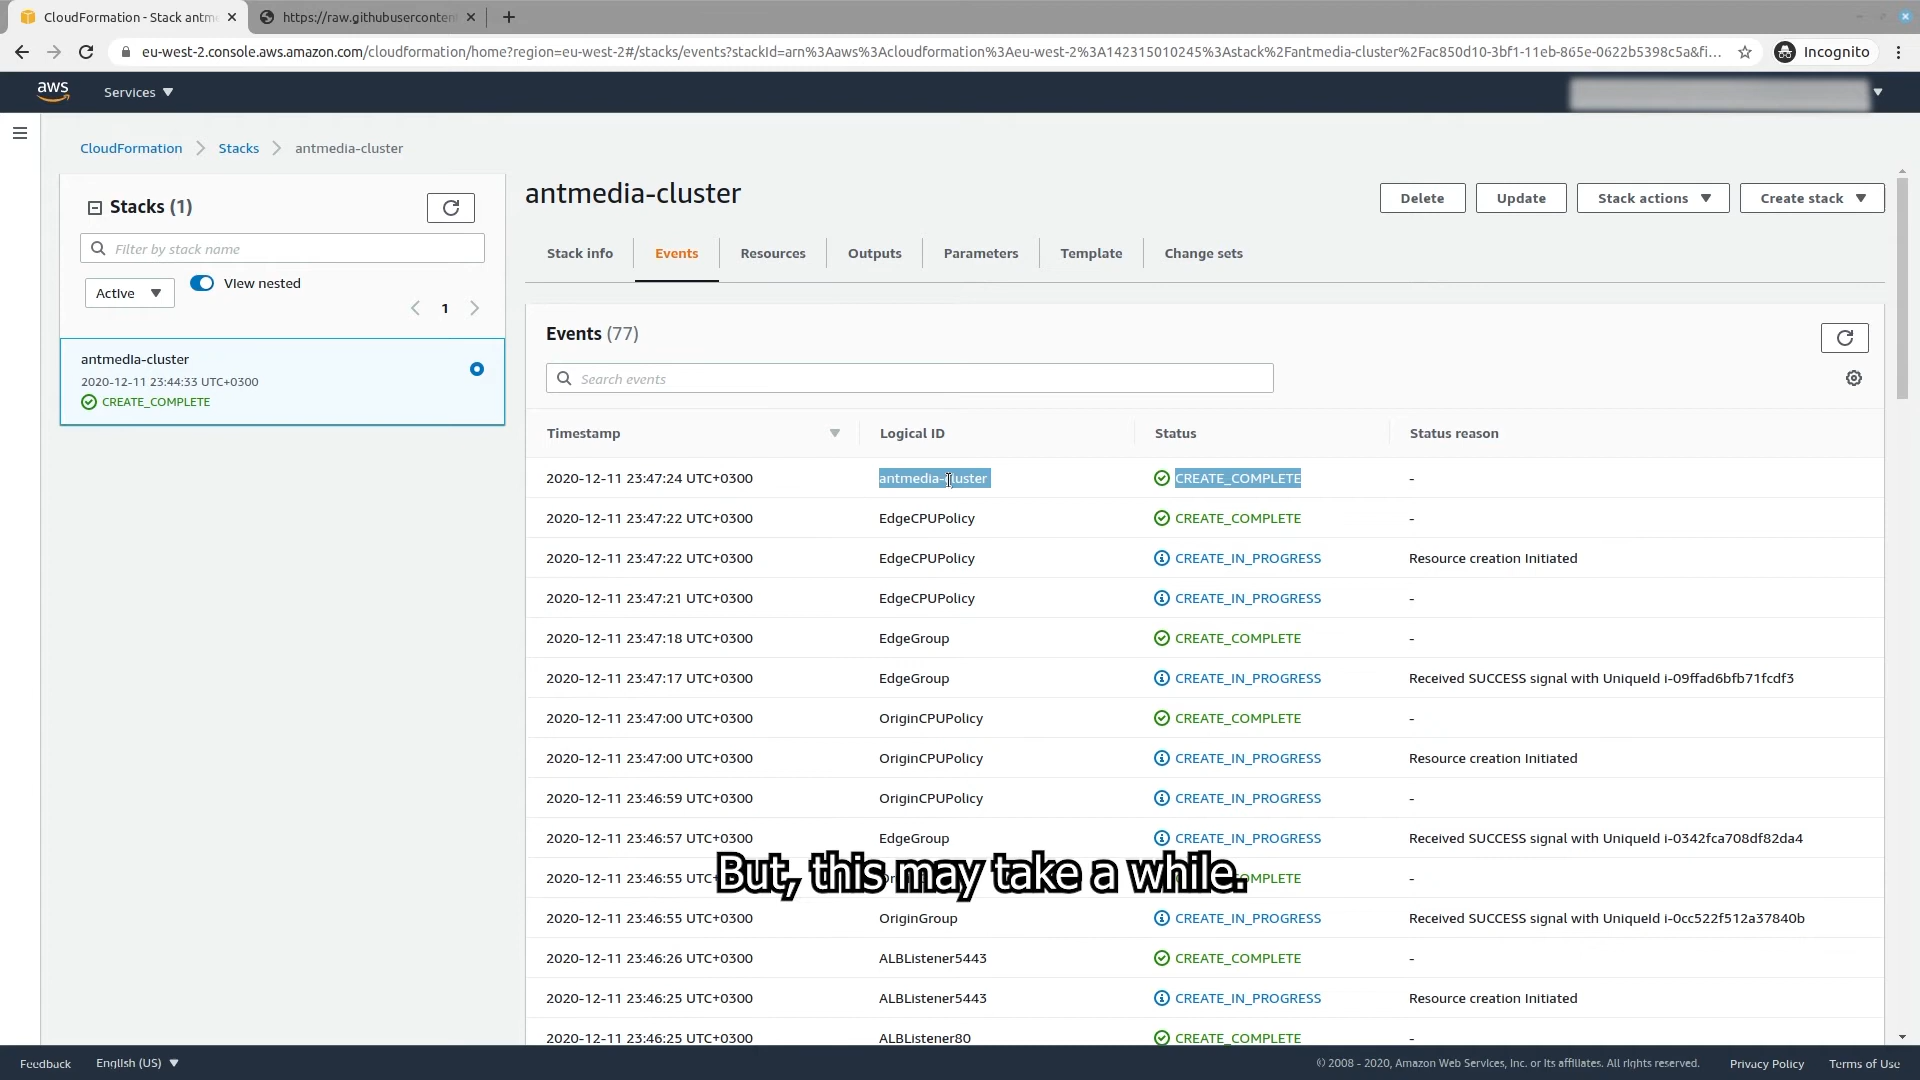 CloudFormation - Stack antm
https://raw.githubusercontent
eu-west-2.console.aws.amazon.com/cloudformation/home?region=eu-west-2#/stacks/events?stackId=arn%3Aaws%3Acloudformation%3Aeu-west-2%3A142315010245%3Astack%2Fantmedia-cluster%2Fac850d10-3bf1-11eb-865e-0622b5398c5a&fi...
Incognito
aws
Services
CloudFormation
Stacks
antmedia-cluster
Stacks (1)
Filter by stack name
Active
View nested
1
antmedia-cluster
2020-12-11 23:44:33 UTC+0300
CREATE_COMPLETE
antmedia-cluster
Delete
Update
Stack actions
Create stack
Stack info
Events
Resources
Outputs
Parameters
Template
Change sets
Events (77)
Search events
Timestamp Logical ID Status Status reason
2020-12-11 23:47:24 UTC+0300 antmedia-cluster CREATE_COMPLETE -
2020-12-11 23:47:22 UTC+0300 EdgeCPUPolicy CREATE_COMPLETE -
2020-12-11 23:47:22 UTC+0300 EdgeCPUPolicy CREATE_IN_PROGRESS Resource creation Initiated
2020-12-11 23:47:21 UTC+0300 EdgeCPUPolicy CREATE_IN_PROGRESS -
2020-12-11 23:47:18 UTC+0300 EdgeGroup CREATE_COMPLETE -
2020-12-11 23:47:17 UTC+0300 EdgeGroup CREATE_IN_PROGRESS Received SUCCESS signal with UniqueId i-09ffad6bfb71fcdf3
2020-12-11 23:47:00 UTC+0300 OriginCPUPolicy CREATE_COMPLETE -
2020-12-11 23:47:00 UTC+0300 OriginCPUPolicy CREATE_IN_PROGRESS Resource creation Initiated
2020-12-11 23:46:59 UTC+0300 OriginCPUPolicy CREATE_IN_PROGRESS -
2020-12-11 23:46:57 UTC+0300 EdgeGroup CREATE_IN_PROGRESS Received SUCCESS signal with UniqueId i-0342fca708df82da4
But, this may take a while.
2020-12-11 23:46:55 UTC -
2020-12-11 23:46:55 UTC+0300 OriginGroup CREATE_IN_PROGRESS Received SUCCESS signal with UniqueId i-0cc522f512a37840b
2020-12-11 23:46:26 UTC+0300 ALBListener5443 CREATE_COMPLETE -
2020-12-11 23:46:25 UTC+0300 ALBListener5443 CREATE_IN_PROGRESS Resource creation Initiated
2020-12-11 23:46:25 UTC+0300 ALBListener80 CREATE_COMPLETE -
Feedback
English (US)
© 2008 - 2020, Amazon Web Services, Inc. or its affiliates. All rights reserved.
Privacy Policy
Terms of Use